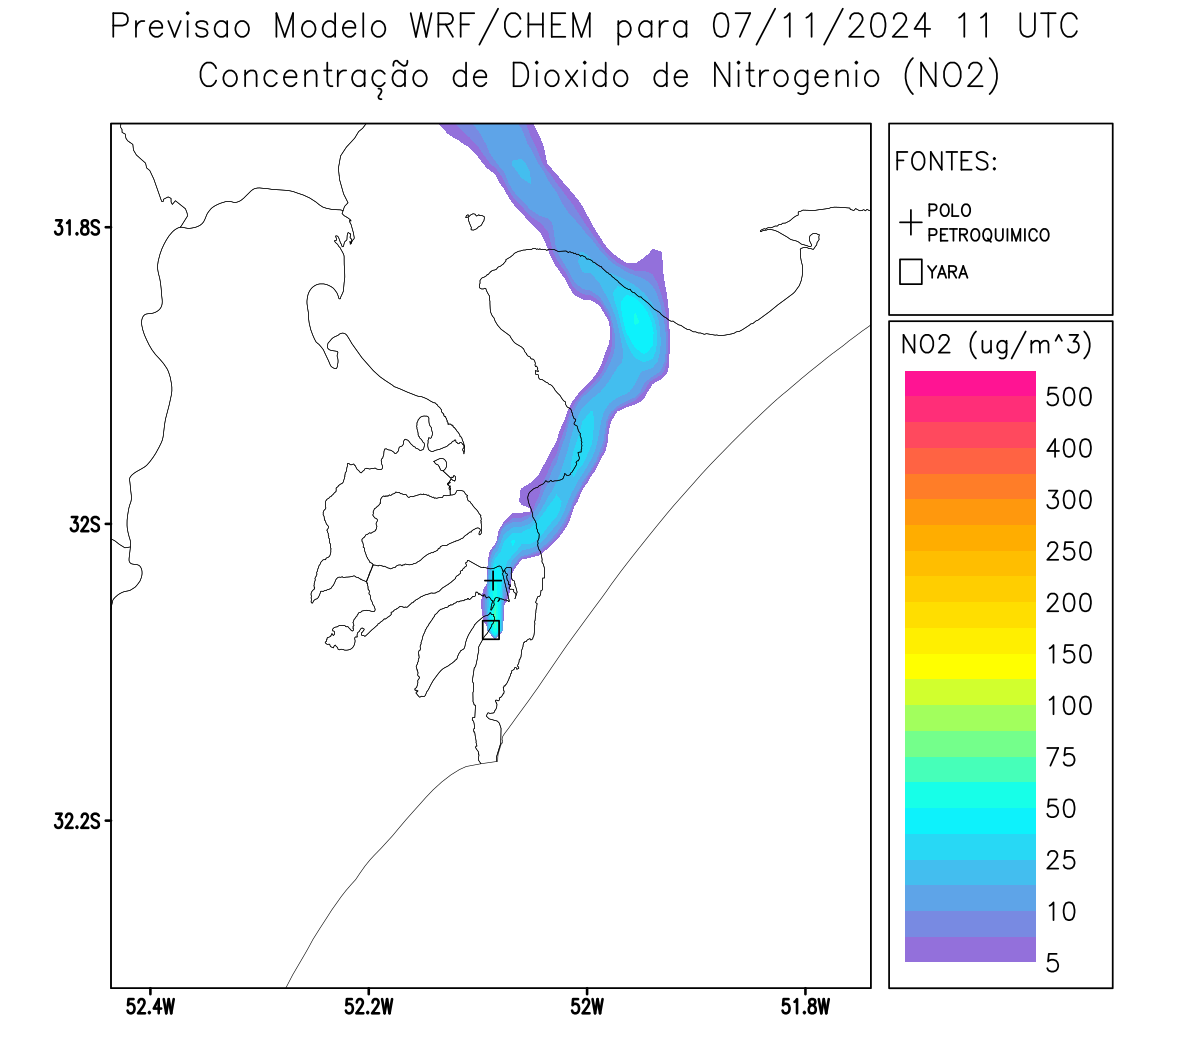 Previsao Modelo WRF/CHEM para 07/11/2024 11 UTC
Concentração de Dioxido de Nitrogenio (NO2)
FONTES:
POLO
PETROQUIMICO
YARA
31.8S
32S
32.2S
52.4W
52.2W
52W
51.8W
NO2 (ug/m^3)
500
400
300
250
200
150
100
75
50
25
10
5